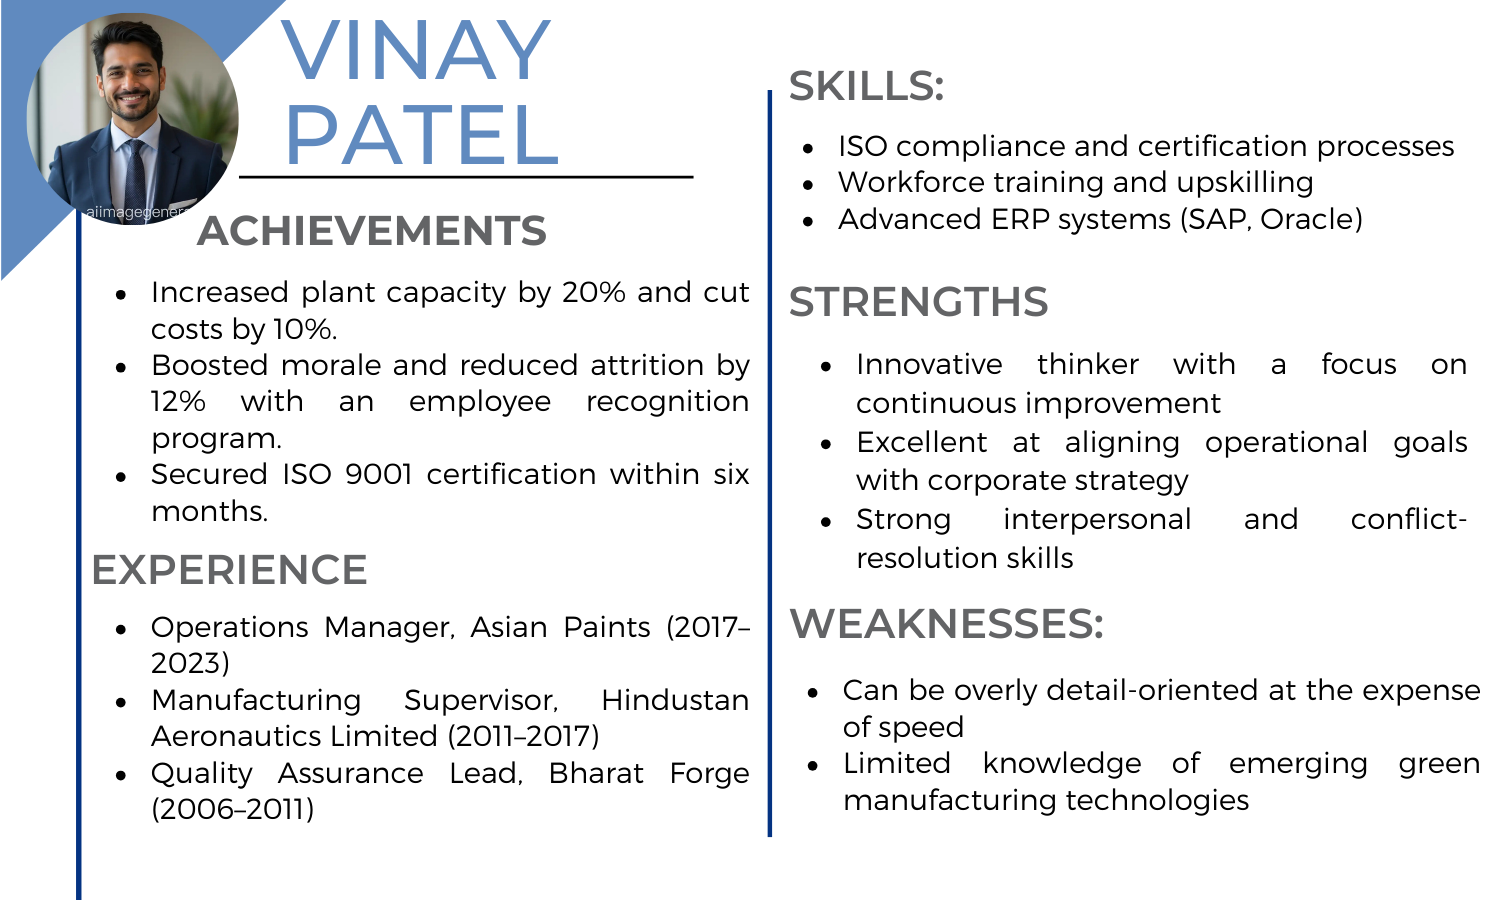 VINAY
PATEL
aiimagegener
ACHIEVEMENTS
• Increased plant capacity by 20% and cut
costs by 10%.
• Boosted morale and reduced attrition by
12% with an employee recognition
program.
• Secured ISO 9001 certification within six
months.
EXPERIENCE
• Operations Manager, Asian Paints (2017–
2023)
• Manufacturing Supervisor, Hindustan
Aeronautics Limited (2011–2017)
• Quality Assurance Lead, Bharat Forge
(2006–2011)
SKILLS:
• ISO compliance and certification processes
• Workforce training and upskilling
• Advanced ERP systems (SAP, Oracle)
STRENGTHS
• Innovative thinker with a focus on
continuous improvement
• Excellent at aligning operational goals
with corporate strategy
• Strong interpersonal and conflict-
resolution skills
WEAKNESSES:
• Can be overly detail-oriented at the expense
of speed
• Limited knowledge of emerging green
manufacturing technologies